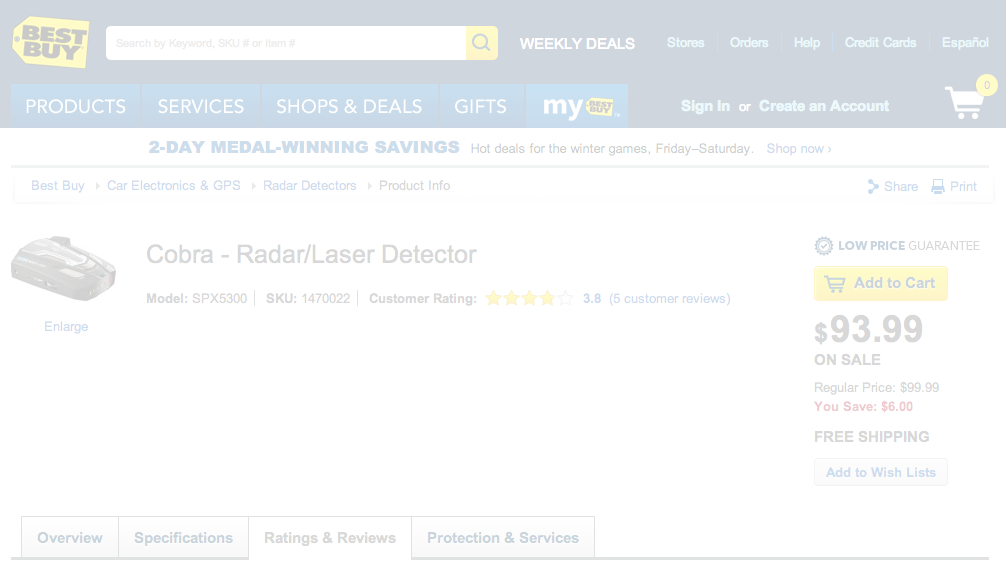 BEST BUY
Search by Keyword, SKU # or Item #
WEEKLY DEALS
Stores
Orders
Help
Credit Cards
Español
PRODUCTS
SERVICES
SHOPS & DEALS
GIFTS
my BEST BUY™
Sign In or Create an Account
0
2-DAY MEDAL-WINNING SAVINGS Hot deals for the winter games, Friday–Saturday. Shop now ›
Best Buy
Car Electronics & GPS
Radar Detectors
Product Info
Share
Print
Cobra - Radar/Laser Detector
Model: SPX5300
SKU: 1470022
Customer Rating: 3.8 (5 customer reviews)
Enlarge
LOW PRICE GUARANTEE
Add to Cart
$93.99
ON SALE
Regular Price: $99.99
You Save: $6.00
FREE SHIPPING
Add to Wish Lists
Overview
Specifications
Ratings & Reviews
Protection & Services